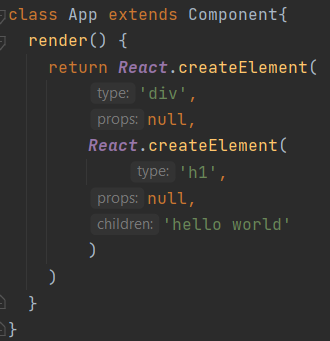 class App extends Component{
render() {
return React.createElement(
type: 'div',
props: null,
React.createElement(
type: 'h1',
props: null,
children: 'hello world'
)
)
}
}